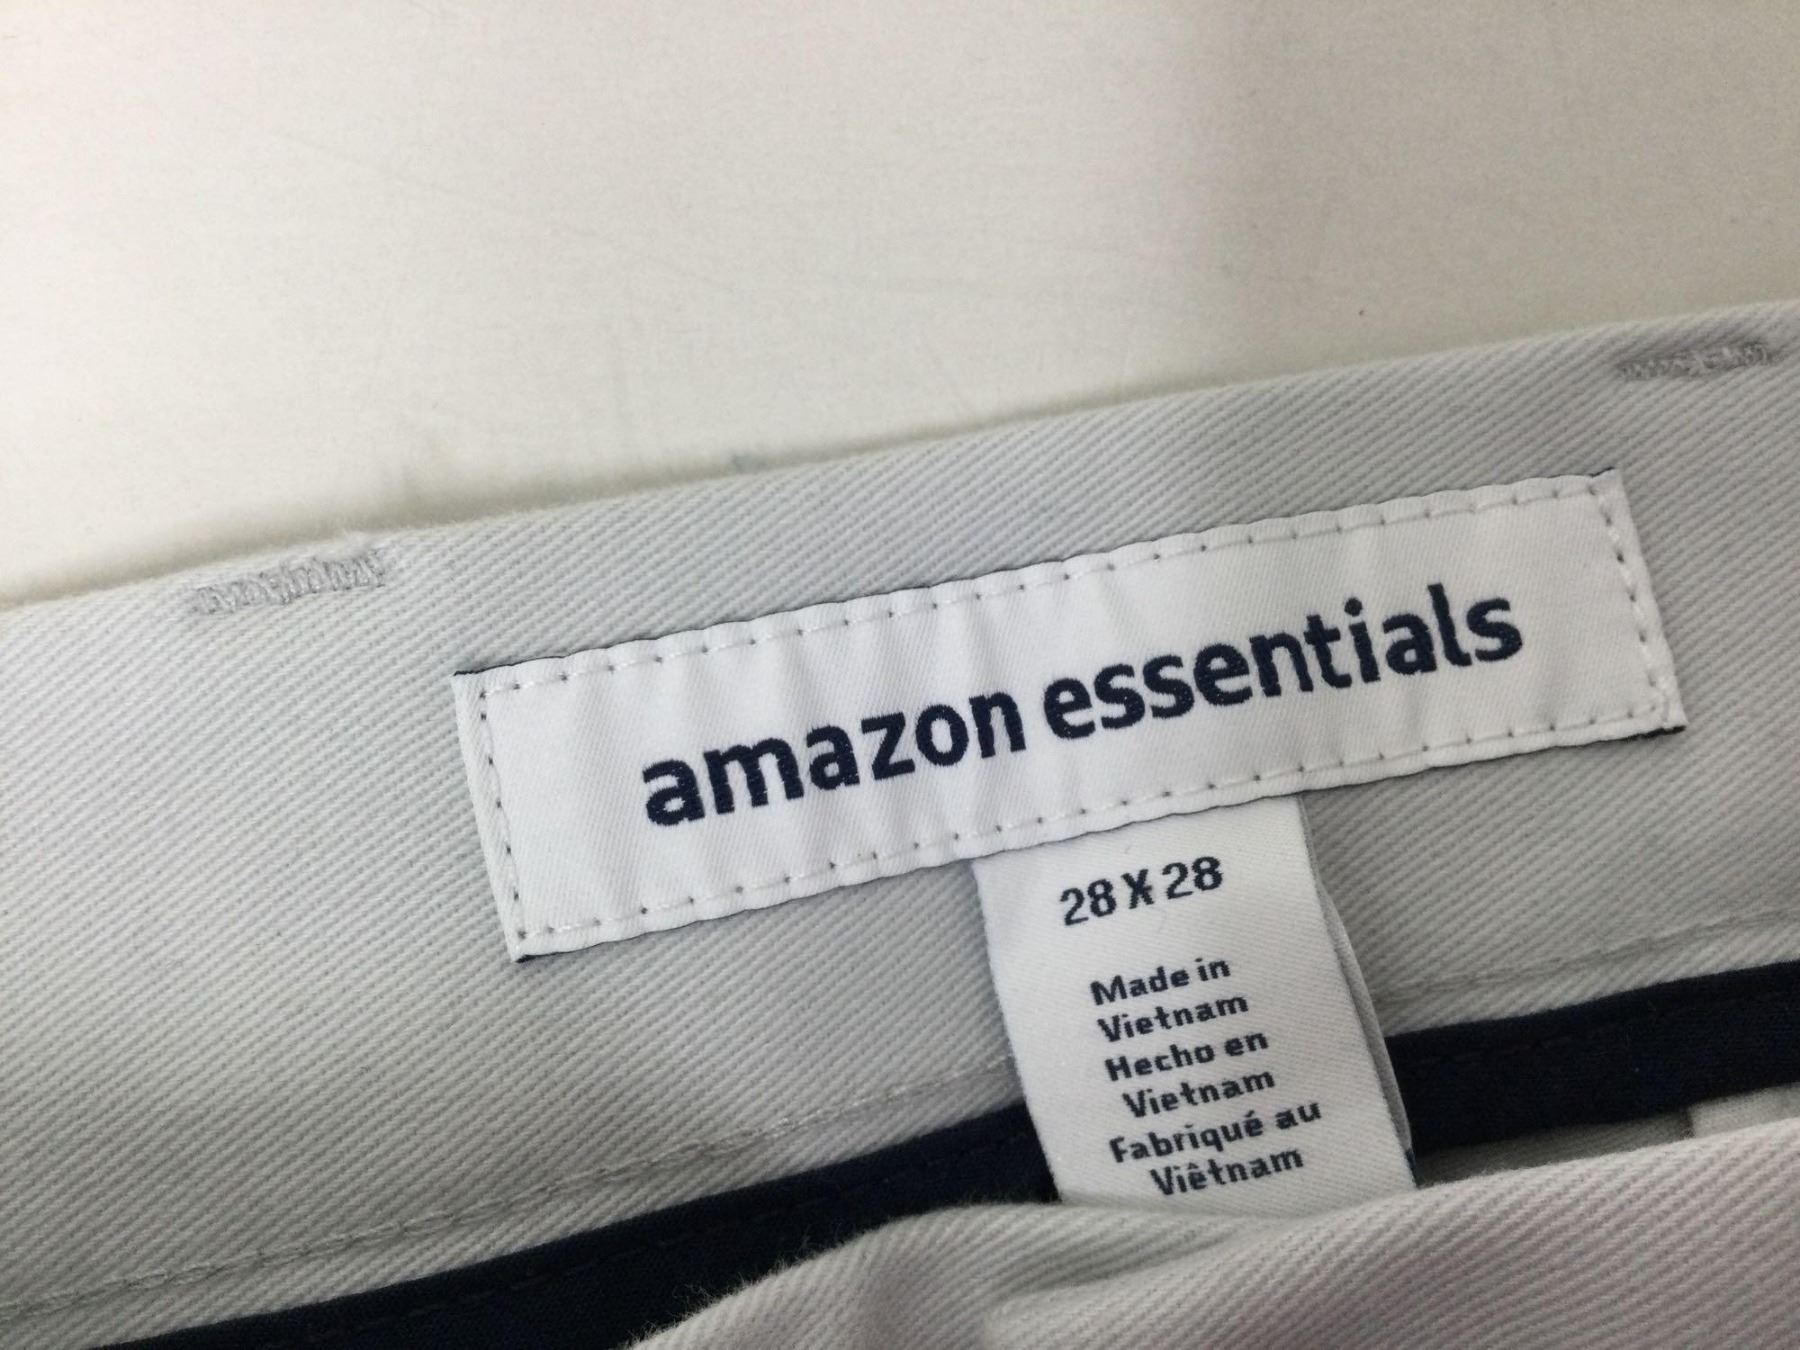 amazon essentials
28 X 28
Made in
Vietnam
Hecho en
Vietnam
Fabriqué au
Viêtnam